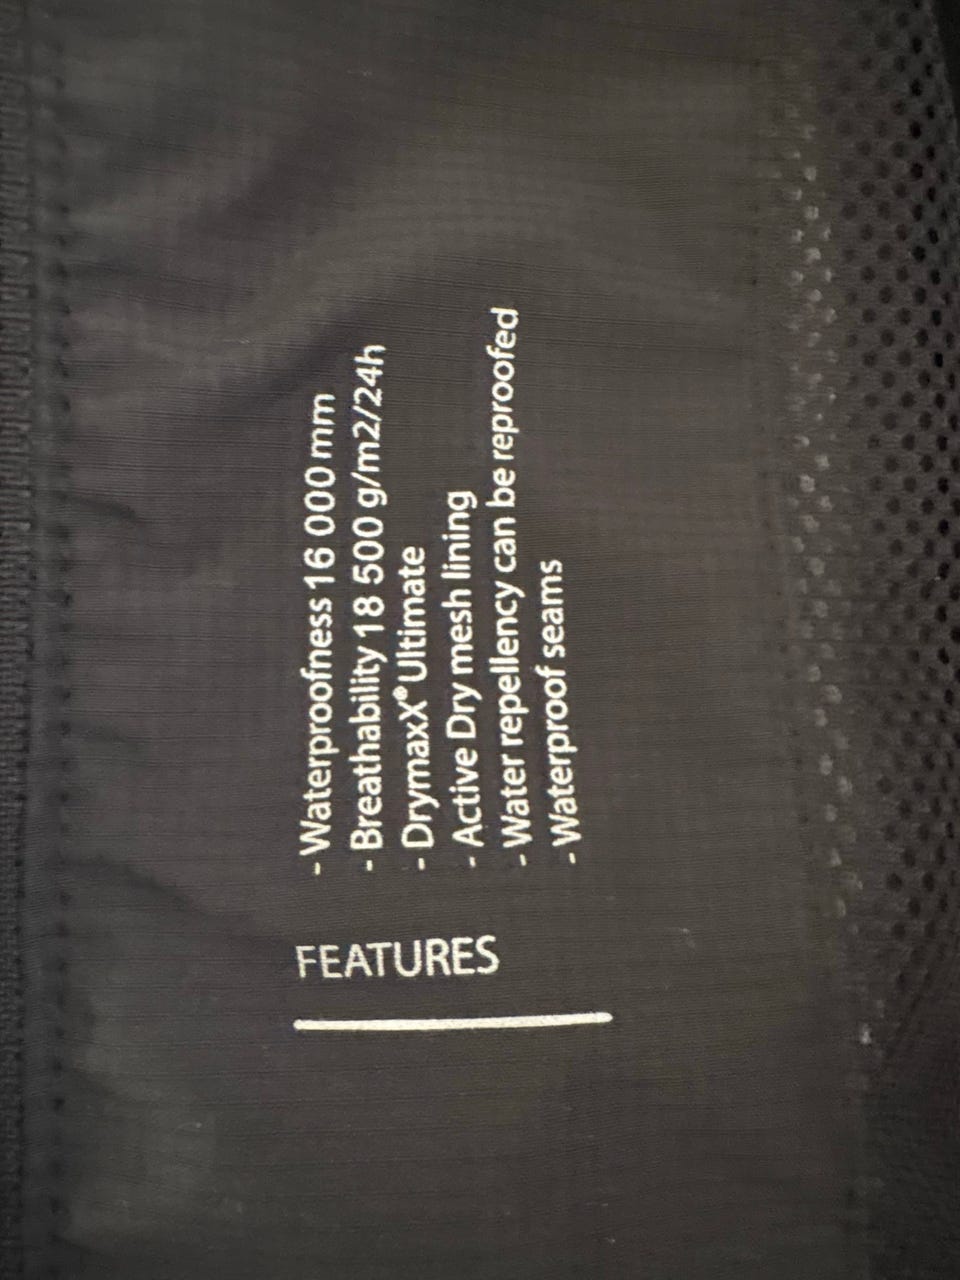 FEATURES
- Waterproofness 16 000 mm
- Breathability 18 500 g/m2/24h
- DrymaxX® Ultimate
- Active Dry mesh lining
- Water repellency can be reproofed
- Waterproof seams